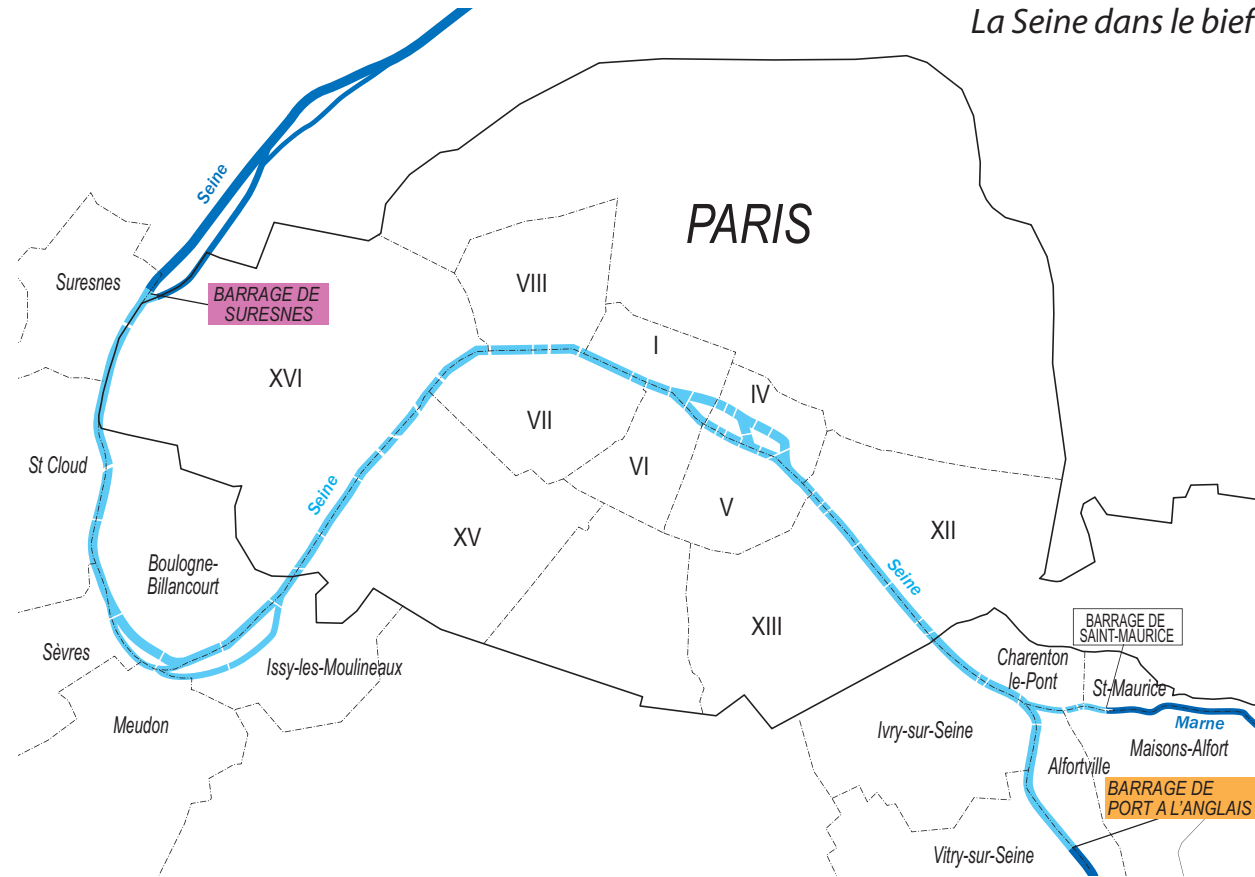 La Seine dans le bief
PARIS
Seine
Suresnes
BARRAGE DE
SURESNES
VIII
I
IV
XVI
VII
VI
V
St Cloud
Seine
XV
XII
Boulogne-
Billancourt
Seine
XIII
BARRAGE DE
SAINT-MAURICE
Sèvres
Issy-les-Moulineaux
Charenton
le-Pont
St-Maurice
Meudon
Ivry-sur-Seine
Marne
Maisons-Alfort
Alfortville
BARRAGE DE
PORT A L'ANGLAIS
Vitry-sur-Seine